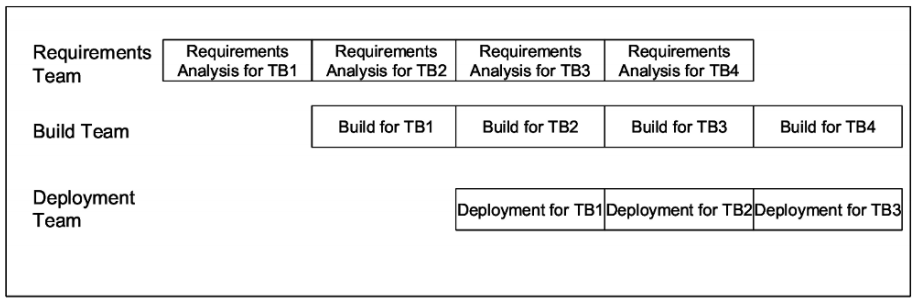 Requirements
Team
Requirements
Analysis for TB1
Requirements
Analysis for TB2
Requirements
Analysis for TB3
Requirements
Analysis for TB4
Build Team
Build for TB1
Build for TB2
Build for TB3
Build for TB4
Deployment
Team
Deployment for TB1
Deployment for TB2
Deployment for TB3